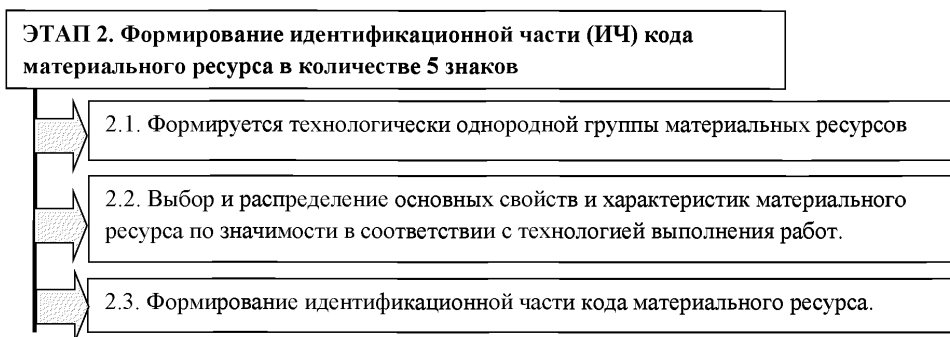 ЭТАП 2. Формирование идентификационной части (ИЧ) кода
материального ресурса в количестве 5 знаков
2.1. Формируется технологически однородной группы материальных ресурсов
2.2. Выбор и распределение основных свойств и характеристик материального
ресурса по значимости в соответствии с технологией выполнения работ.
2.3. Формирование идентификационной части кода материального ресурса.